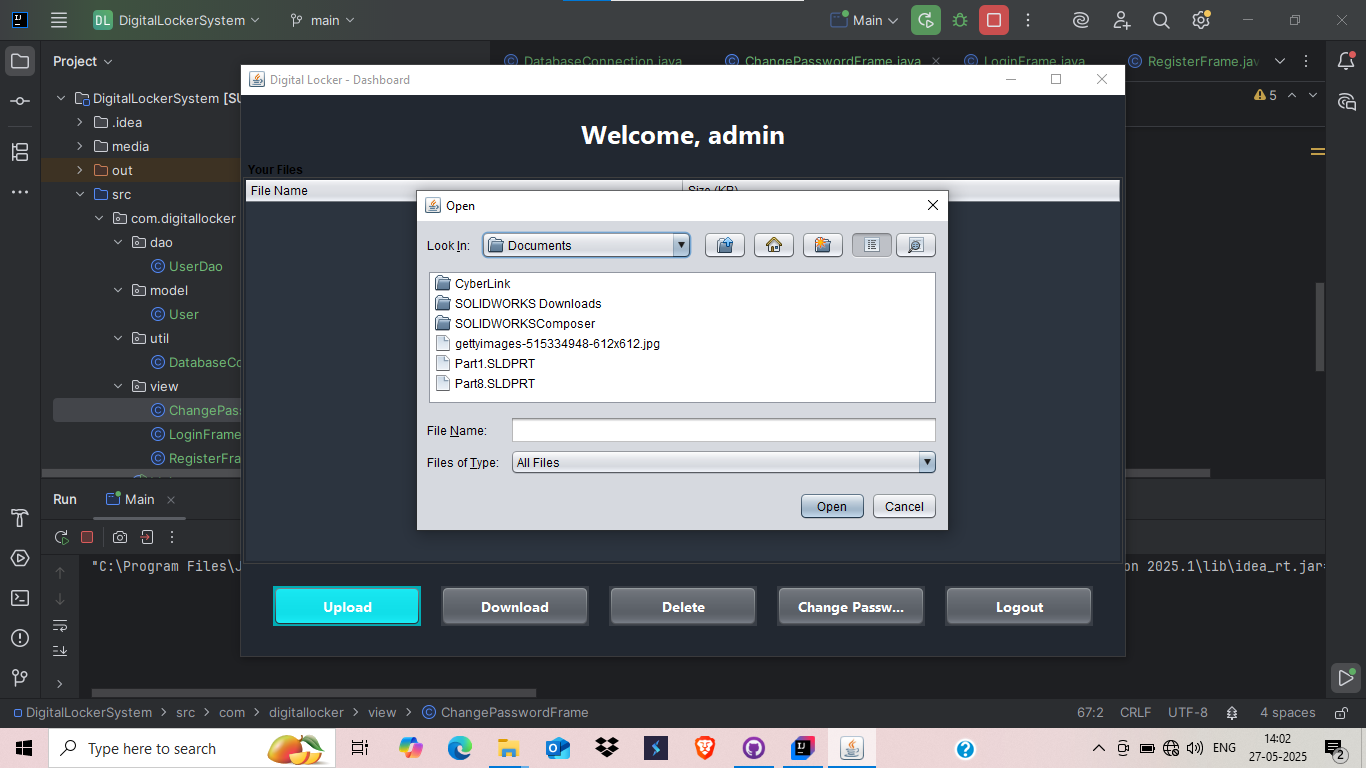 DL DigitalLockerSystem main Main
Project
DatabaseConnection.java ChangePasswordFrame.java LoginFrame.java RegisterFrame.jav
Digital Locker - Dashboard
5
DigitalLockerSystem [SU
.idea
media
out
src
com.digitallocker
dao
UserDao
model
User
util
DatabaseCo
view
ChangePas
LoginFrame
RegisterFra
Welcome, admin
Your Files
File Name Size (KB)
Open
Look In: Documents
CyberLink
SOLIDWORKS Downloads
SOLIDWORKSComposer
gettyimages-515334948-612x612.jpg
Part1.SLDPRT
Part8.SLDPRT
File Name:
Files of Type: All Files
Open Cancel
Upload Download Delete Change Passw... Logout
Run Main
"C:\Program Files\J
on 2025.1\lib\idea_rt.jar=
DigitalLockerSystem > src > com > digitallocker > view > ChangePasswordFrame 67:2 CRLF UTF-8 4 spaces
Type here to search
ENG
14:02
27-05-2025
2